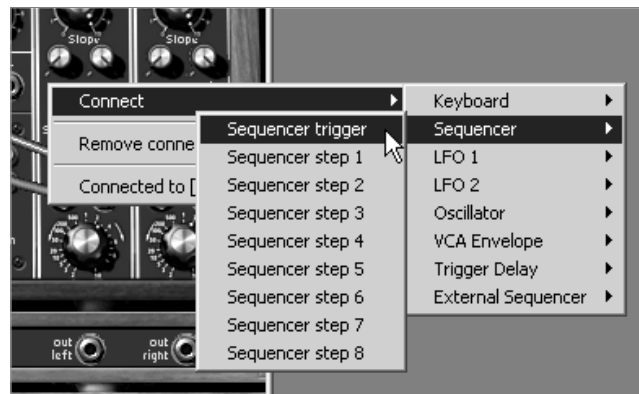 Slope
Slope
Connect
Remove conne
Connected to [
Sequencer trigger
Sequencer step 1
Sequencer step 2
Sequencer step 3
Sequencer step 4
Sequencer step 5
Sequencer step 6
Sequencer step 7
Sequencer step 8
Keyboard
Sequencer
LFO 1
LFO 2
Oscillator
VCA Envelope
Trigger Delay
External Sequencer
out
left
out
right